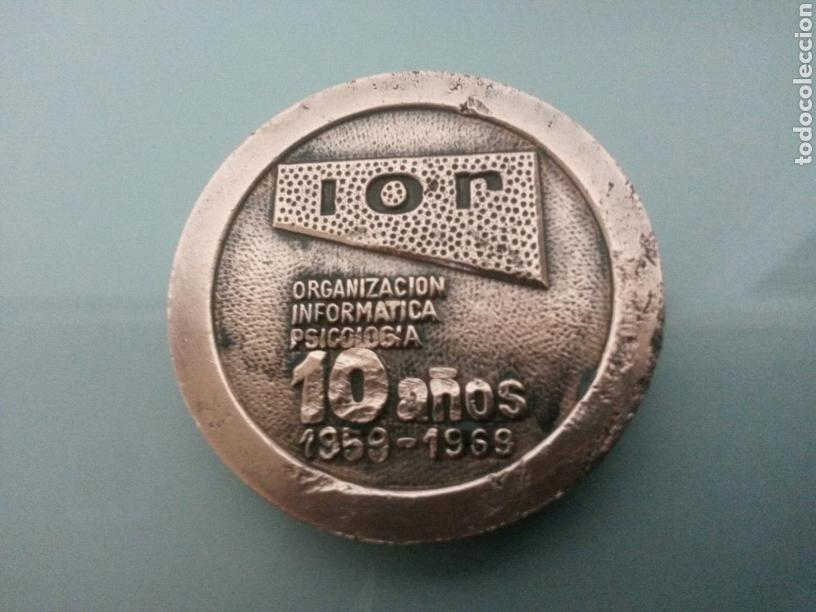 ior
ORGANIZACION
INFORMATICA
PSICOLOGIA
10 años
1959-1969
todocoleccion